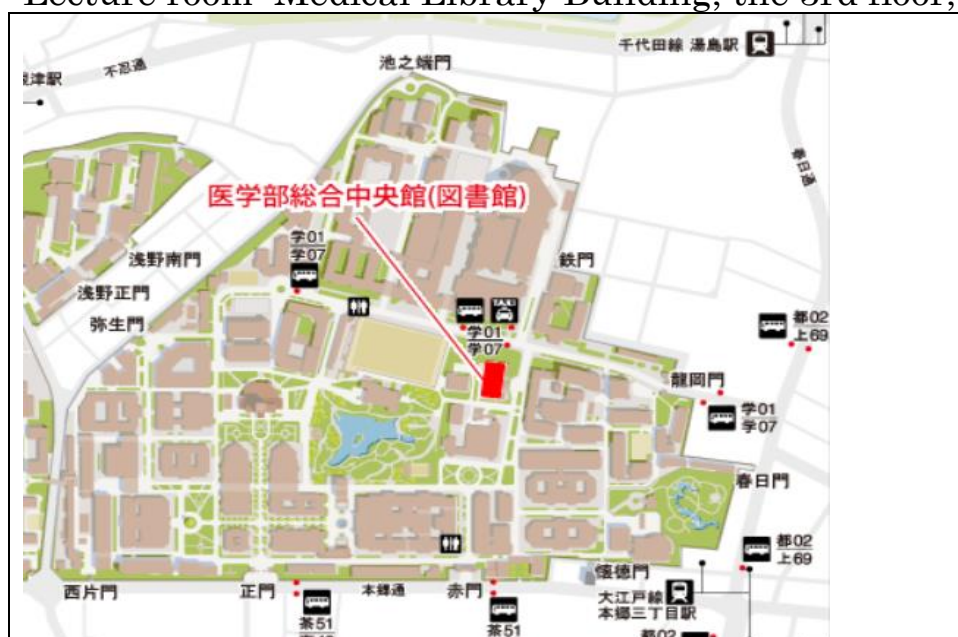 Lecture room Medical Library Building, the 3rd floor,
千代田線 湯島駅
池之端門
不忍通
津駅
春日通
医学部総合中央館(図書館)
学01
学07
浅野南門
鉄門
浅野正門
弥生門
TAXI
学01
学07
都02
上69
龍岡門
学01
学07
春日門
都02
上69
懐徳門
西片門
正門
本郷通
赤門
大江戸線
本郷三丁目駅
茶51
茶51
都02